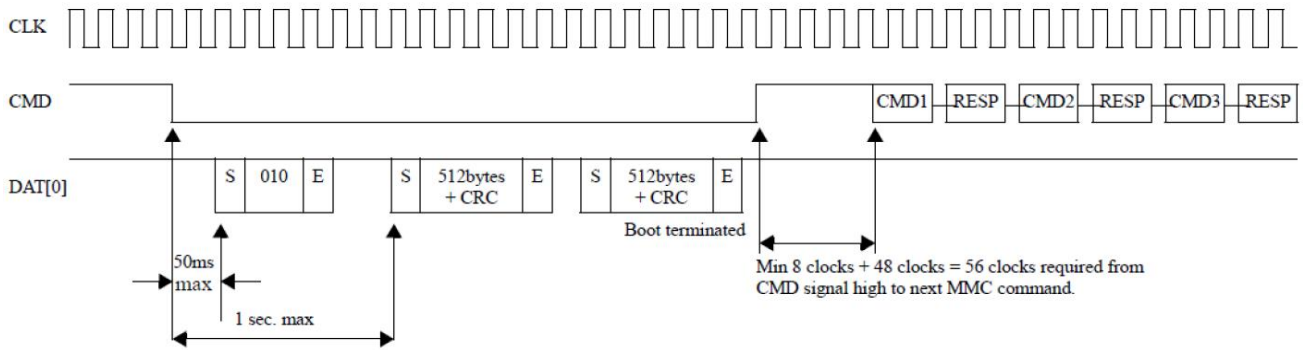 CLK
CMD
CMD1 RESP CMD2 RESP CMD3 RESP
DAT[0]
S 010 E S 512bytes + CRC E S 512bytes + CRC E
Boot terminated
50ms
max
Min 8 clocks + 48 clocks = 56 clocks required from
CMD signal high to next MMC command.
1 sec. max